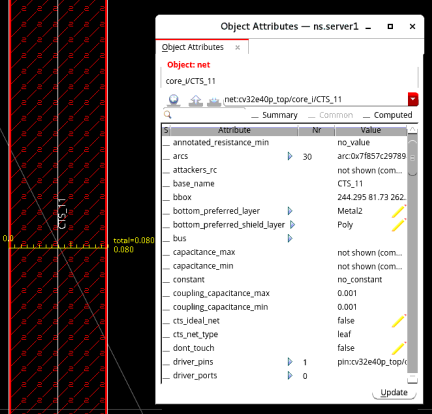 Object Attributes — ns.server1
Object Attributes ×
Object: net
core_i/CTS_11
net:cv32e40p_top/core_i/CTS_11
Summary Common Computed
S Attribute Nr Value
annotated_resistance_min no_value
arcs 30 arc:0x7f857c29789
attackers_rc not shown (com...
base_name CTS_11
bbox 244.295 81.73 262.
bottom_preferred_layer Metal2
bottom_preferred_shield_layer Poly
bus
capacitance_max not shown (com...
capacitance_min not shown (com...
constant no_constant
coupling_capacitance_max 0.001
coupling_capacitance_min 0.001
cts_ideal_net false
cts_net_type leaf
dont_touch false
driver_pins 1 pin:cv32e40p_top/c
driver_ports 0
Update
CTS_11
0.0
total=0.080
0.080